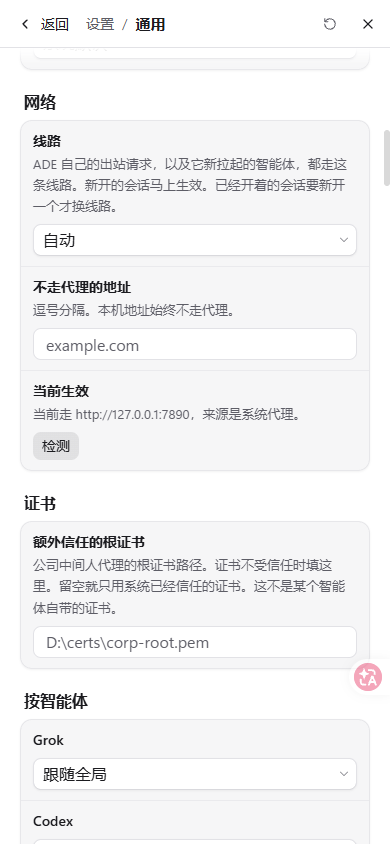 返回 设置 / 通用
网络
线路
ADE 自己的出站请求，以及它新拉起的智能体，都走这
条线路。新开的会话马上生效。已经开着的会话要新开
一个才换线路。
自动
不走代理的地址
逗号分隔。本机地址始终不走代理。
example.com
当前生效
当前走 http://127.0.0.1:7890，来源是系统代理。
检测
证书
额外信任的根证书
公司中间人代理的根证书路径。证书不受信任时填这
里。留空就只用系统已经信任的证书。这不是某个智能
体自带的证书。
D:\certs\corp-root.pem
按智能体
Grok
跟随全局
Codex